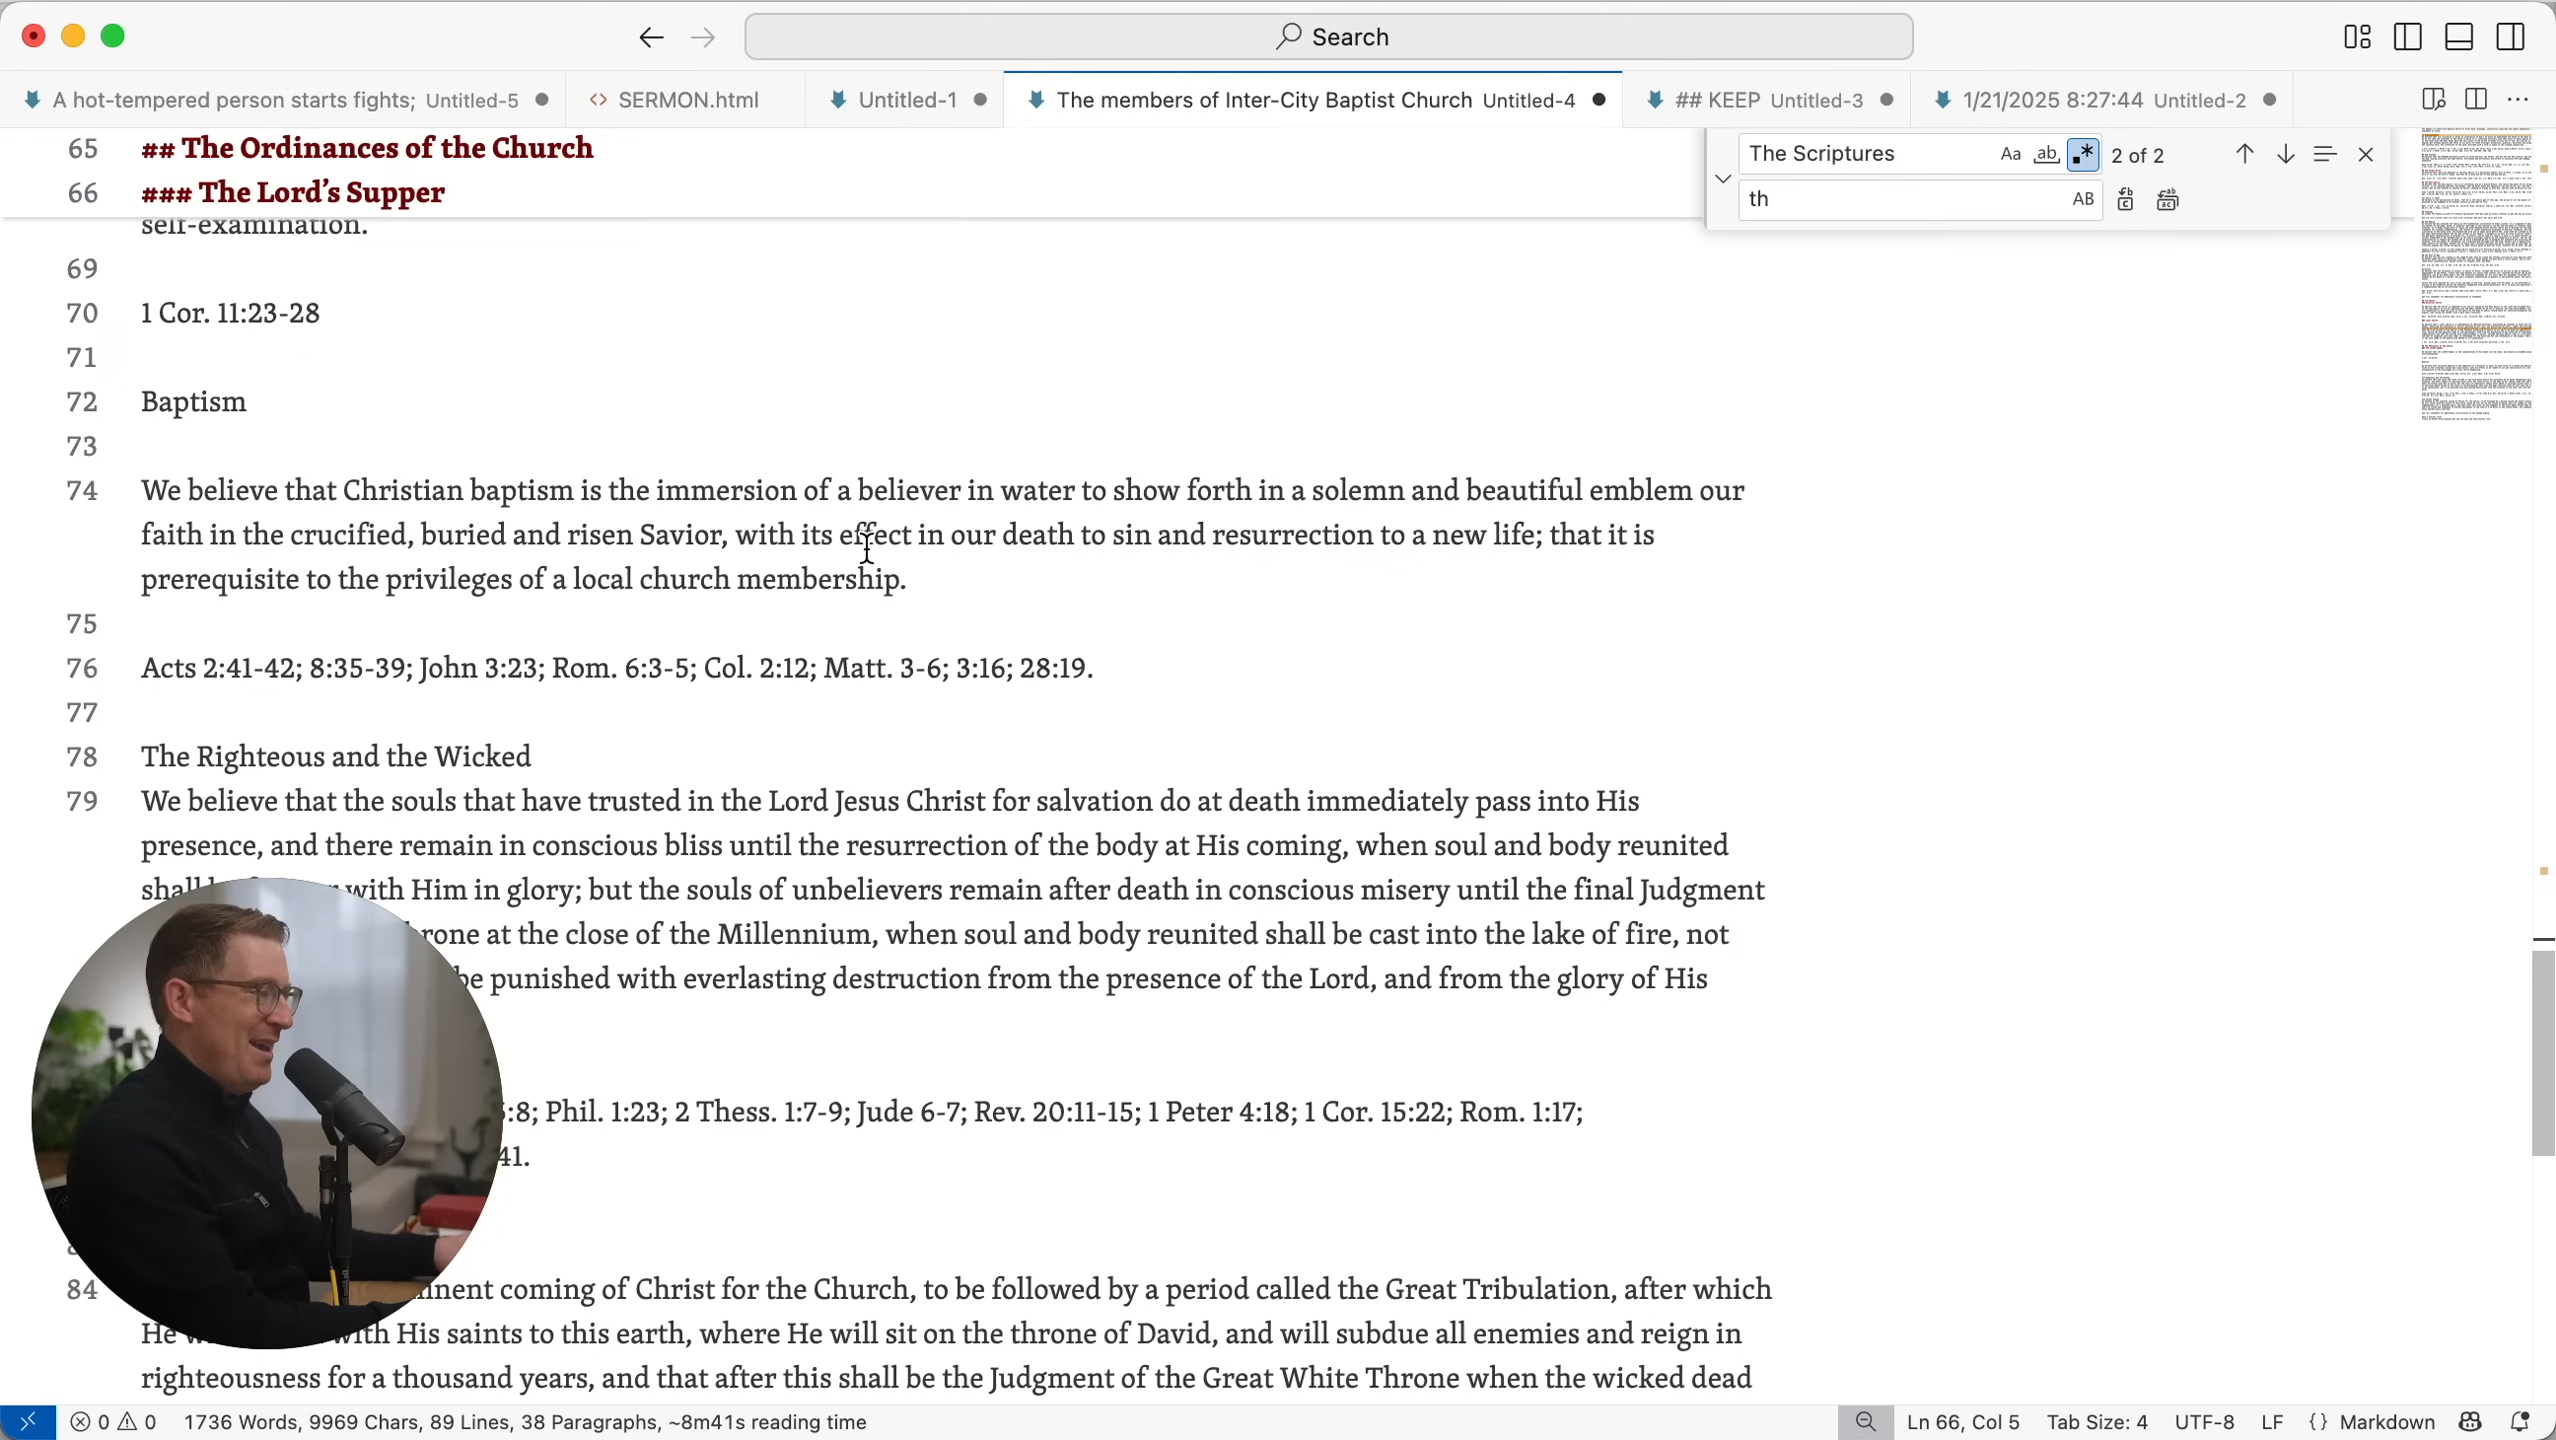 Search
A hot-tempered person starts fights; Untitled-5
<> SERMON.html
Untitled-1
The members of Inter-City Baptist Church Untitled-4
## KEEP Untitled-3
1/21/2025 8:27:44 Untitled-2
The Scriptures Aa ab .* 2 of 2
th AB
65 ## The Ordinances of the Church
66 ### The Lord’s Supper
self-examination.
69
70 1 Cor. 11:23-28
71
72 Baptism
73
74 We believe that Christian baptism is the immersion of a believer in water to show forth in a solemn and beautiful emblem our
faith in the crucified, buried and risen Savior, with its effect in our death to sin and resurrection to a new life; that it is
prerequisite to the privileges of a local church membership.
75
76 Acts 2:41-42; 8:35-39; John 3:23; Rom. 6:3-5; Col. 2:12; Matt. 3-6; 3:16; 28:19.
77
78 The Righteous and the Wicked
79 We believe that the souls that have trusted in the Lord Jesus Christ for salvation do at death immediately pass into His
presence, and there remain in conscious bliss until the resurrection of the body at His coming, when soul and body reunited
with Him in glory; but the souls of unbelievers remain after death in conscious misery until the final Judgment
at the close of the Millennium, when soul and body reunited shall be cast into the lake of fire, not
be punished with everlasting destruction from the presence of the Lord, and from the glory of His
:8; Phil. 1:23; 2 Thess. 1:7-9; Jude 6-7; Rev. 20:11-15; 1 Peter 4:18; 1 Cor. 15:22; Rom. 1:17;
41.
84 coming of Christ for the Church, to be followed by a period called the Great Tribulation, after which
He with His saints to this earth, where He will sit on the throne of David, and will subdue all enemies and reign in
righteousness for a thousand years, and that after this shall be the Judgment of the Great White Throne when the wicked dead
0 0 1736 Words, 9969 Chars, 89 Lines, 38 Paragraphs, ~8m41s reading time
Ln 66, Col 5 Tab Size: 4 UTF-8 LF {} Markdown